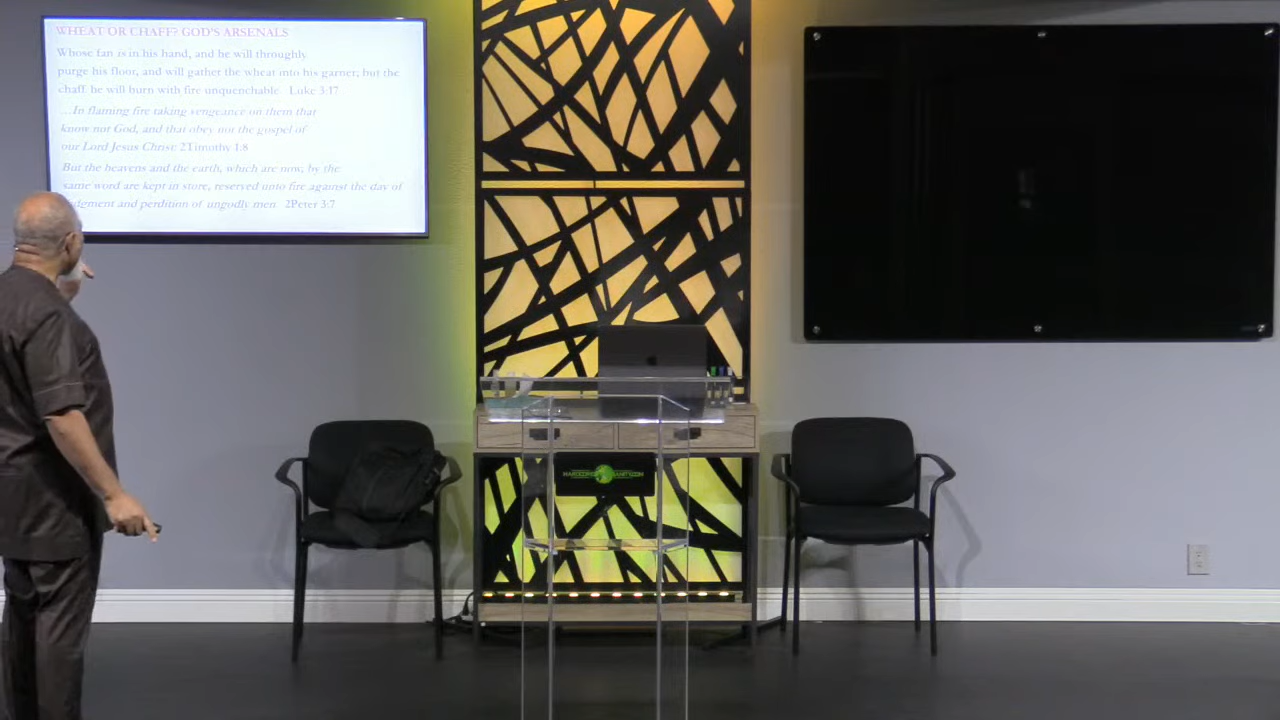 WHEAT OR CHAFF? GOD'S ARSENALS
Whose fan is in his hand, and he will throughly
purge his floor, and will gather the wheat into his garner; but the
chaff he will burn with fire unquenchable Luke 3:17
…In flaming fire taking vengeance on them that
know not God, and that obey not the gospel of
our Lord Jesus Christ: 2Timothy 1:8
But the heavens and the earth, which are now, by the
same word are kept in store, reserved unto fire against the day of
judgment and perdition of ungodly men 2Peter 3:7